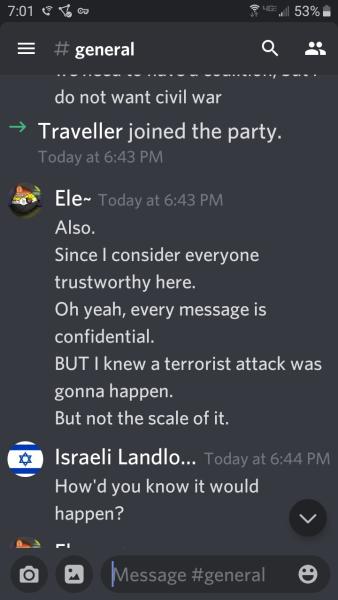 7:01 4G 53%
# general
do not want civil war
Traveller joined the party.
Today at 6:43 PM
Ele~ Today at 6:43 PM
Also.
Since I consider everyone
trustworthy here.
Oh yeah, every message is
confidential.
BUT I knew a terrorist attack was
gonna happen.
But not the scale of it.
Israeli Landlo... Today at 6:44 PM
How'd you know it would
happen?
Message #general